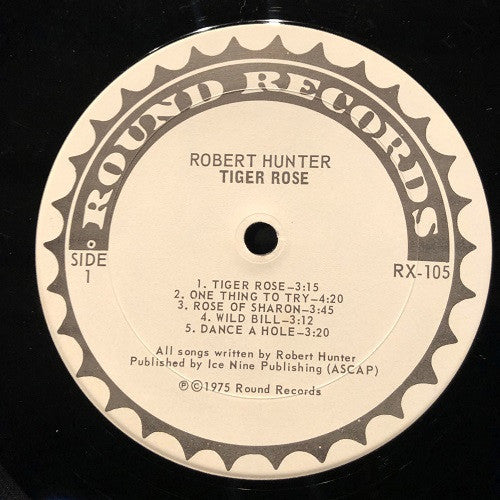 ROUND RECORDS
ROBERT HUNTER
TIGER ROSE
SIDE
1
RX-105
1. TIGER ROSE–3:15
2. ONE THING TO TRY–4:20
3. ROSE OF SHARON–3:45
4. WILD BILL–3:12
5. DANCE A HOLE–3:20
All songs written by Robert Hunter
Published by Ice Nine Publishing (ASCAP)
℗©1975 Round Records